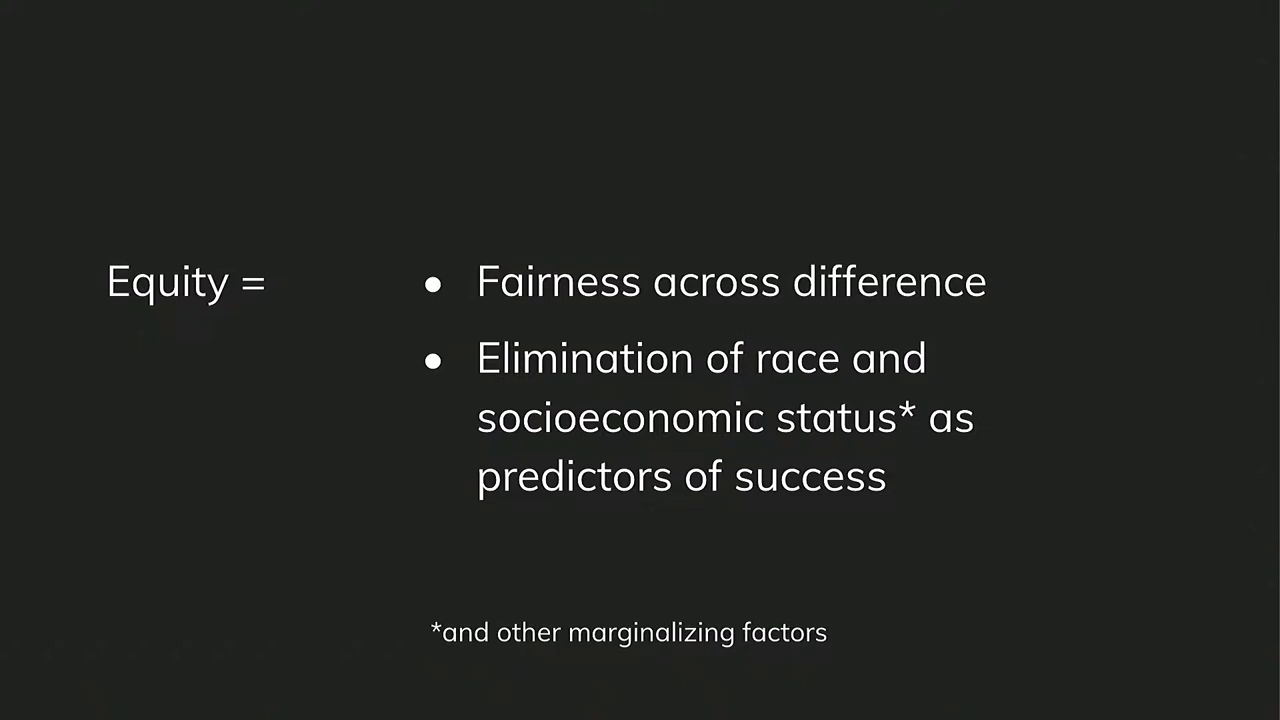 Equity =
• Fairness across difference
• Elimination of race and
socioeconomic status* as
predictors of success
*and other marginalizing factors